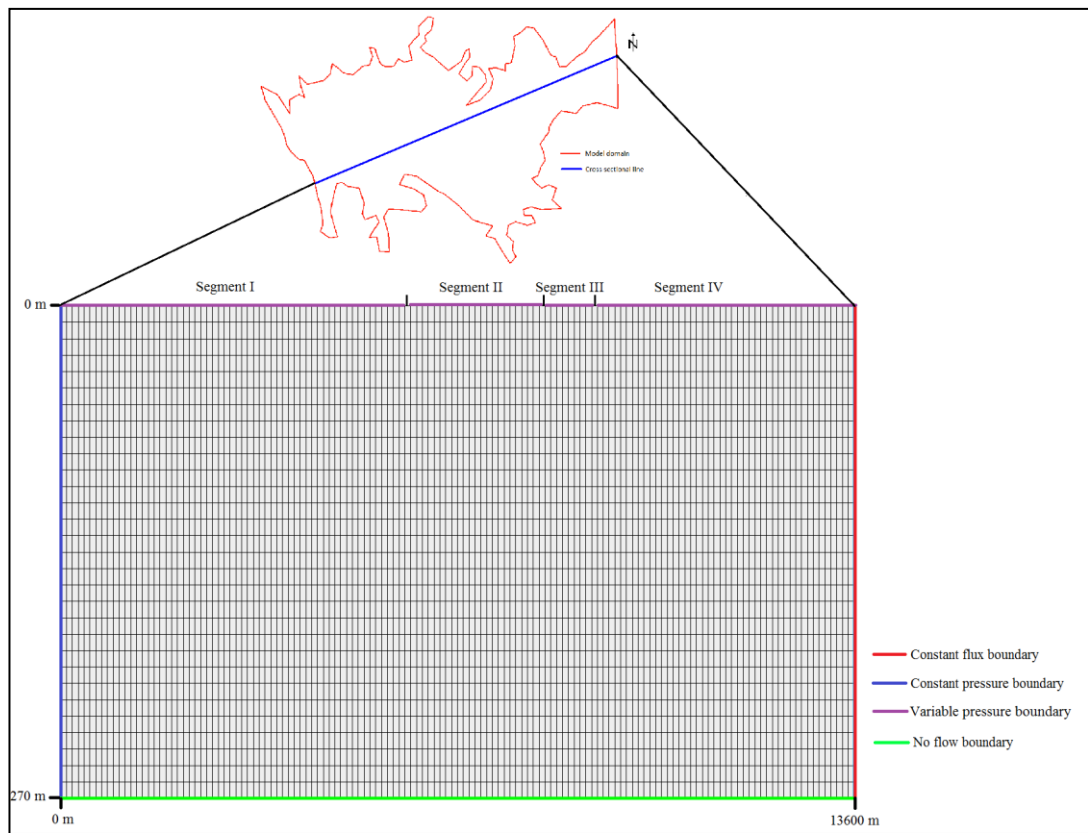 N
Model domain
Cross sectional line
Segment I
Segment II
Segment III
Segment IV
0 m
Constant flux boundary
Constant pressure boundary
Variable pressure boundary
No flow boundary
270 m
0 m
13600 m